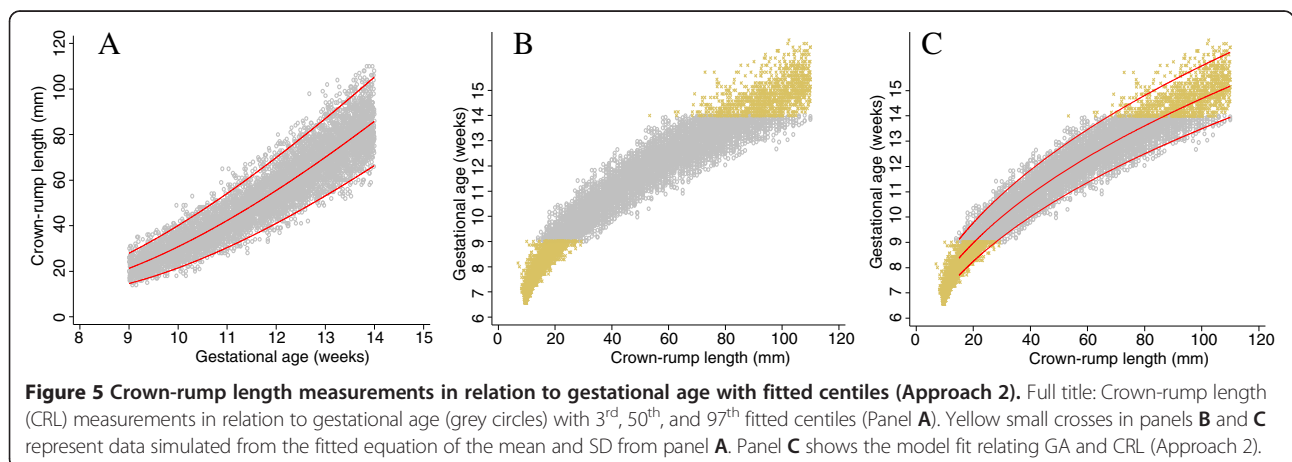 A
B
C
120
100
80
60
40
20
0
Crown-rump length (mm)
8 9 10 11 12 13 14 15
Gestational age (weeks)
15
14
13
12
11
10
9
8
7
6
Gestational age (weeks)
0 20 40 60 80 100 120
Crown-rump length (mm)
15
14
13
12
11
10
9
8
7
6
Gestational age (weeks)
0 20 40 60 80 100 120
Crown-rump length (mm)
Figure 5 Crown-rump length measurements in relation to gestational age with fitted centiles (Approach 2). Full title: Crown-rump length
(CRL) measurements in relation to gestational age (grey circles) with 3rd, 50th, and 97th fitted centiles (Panel A). Yellow small crosses in panels B and C
represent data simulated from the fitted equation of the mean and SD from panel A. Panel C shows the model fit relating GA and CRL (Approach 2).